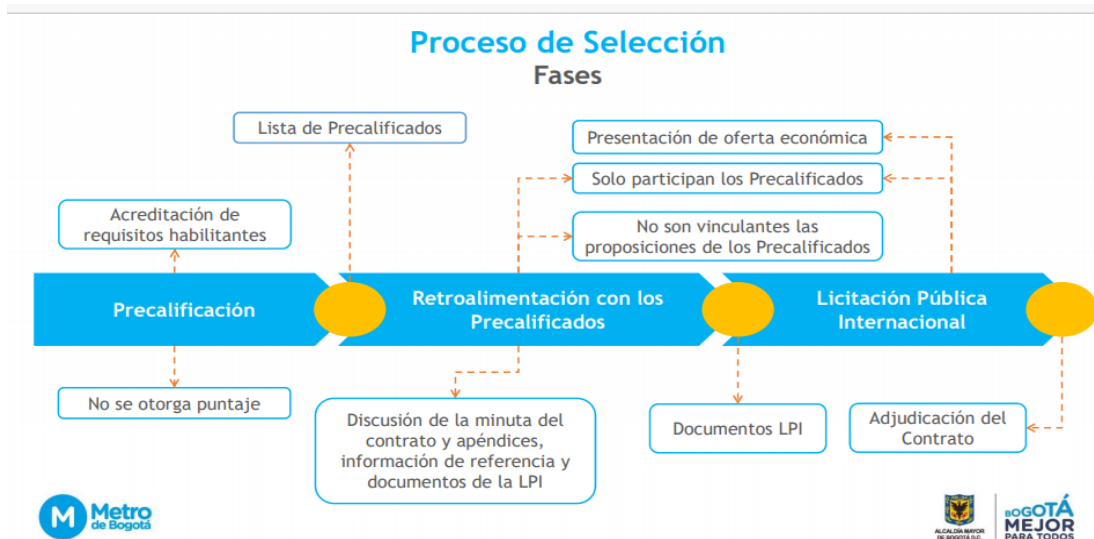 Proceso de Selección
Fases
Lista de Precalificados
Presentación de oferta económica
Solo participan los Precalificados
Acreditación de
requisitos habilitantes
No son vinculantes las
proposiciones de los Precalificados
Precalificación
Retroalimentación con los
Precalificados
Licitación Pública
Internacional
No se otorga puntaje
Discusión de la minuta del
contrato y apéndices,
información de referencia y
documentos de la LPI
Documentos LPI
Adjudicación del
Contrato
M Metro
de Bogotá
ALCALDÍA MAYOR
DE BOGOTÁ D.C.
BOGOTÁ
MEJOR
PARA TODOS